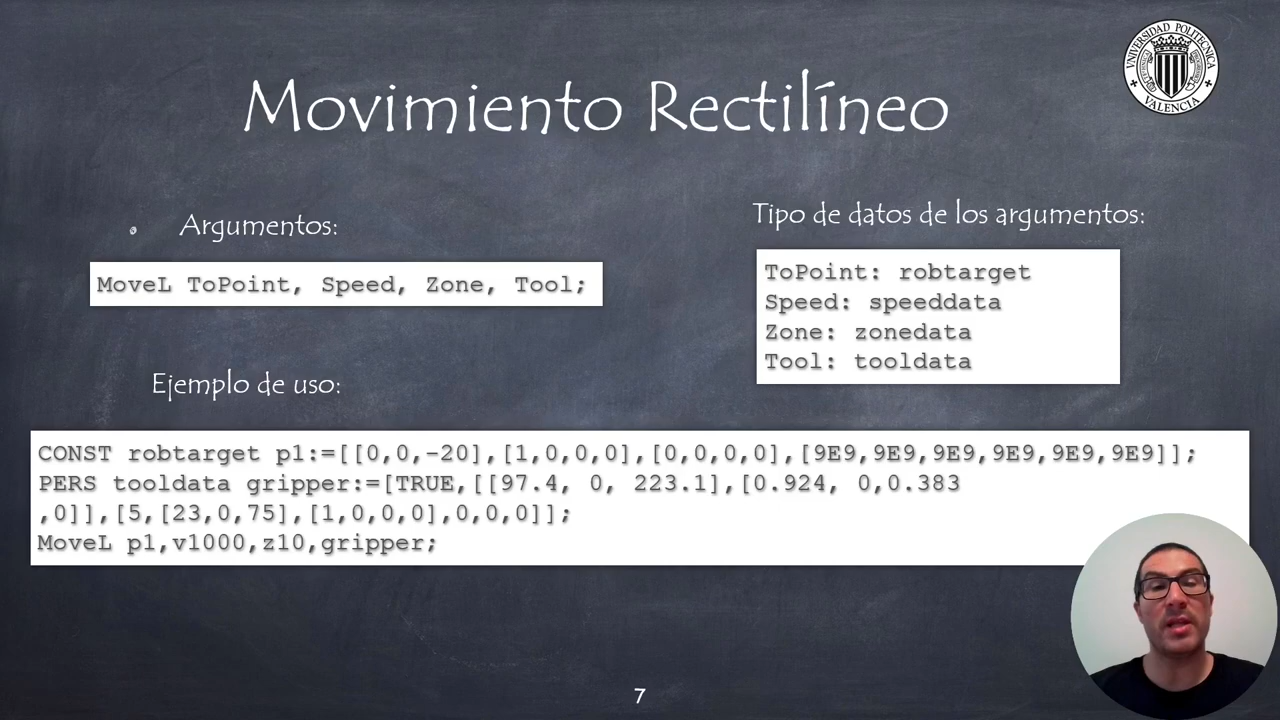 Movimiento Rectilíneo
UNIVERSIDAD POLITECNICA
VALENCIA
Argumentos:
MoveL ToPoint, Speed, Zone, Tool;
Tipo de datos de los argumentos:
ToPoint: robtarget
Speed: speeddata
Zone: zonedata
Tool: tooldata
Ejemplo de uso:
CONST robtarget p1:=[[0,0,-20],[1,0,0,0],[0,0,0,0],[9E9,9E9,9E9,9E9,9E9,9E9]];
PERS tooldata gripper:=[TRUE,[[97.4, 0, 223.1],[0.924, 0,0.383
,0]],[5,[23,0,75],[1,0,0,0],0,0,0]];
MoveL p1,v1000,z10,gripper;
7